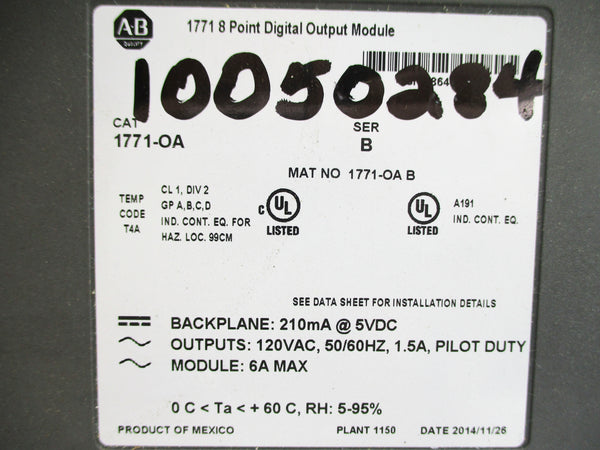 A-B
QUALITY
1771 8 Point Digital Output Module
10050284
CAT
1771-OA
SER
B
MAT NO 1771-OA B
TEMP
CODE
T4A
CL 1, DIV 2
GP A,B,C,D
IND. CONT. EQ. FOR
HAZ. LOC. 99CM
C UL
LISTED
UL
LISTED
A191
IND. CONT. EQ.
SEE DATA SHEET FOR INSTALLATION DETAILS
BACKPLANE: 210mA @ 5VDC
OUTPUTS: 120VAC, 50/60HZ, 1.5A, PILOT DUTY
MODULE: 6A MAX
0 C < Ta < + 60 C, RH: 5-95%
PRODUCT OF MEXICO
PLANT 1150
DATE 2014/11/26